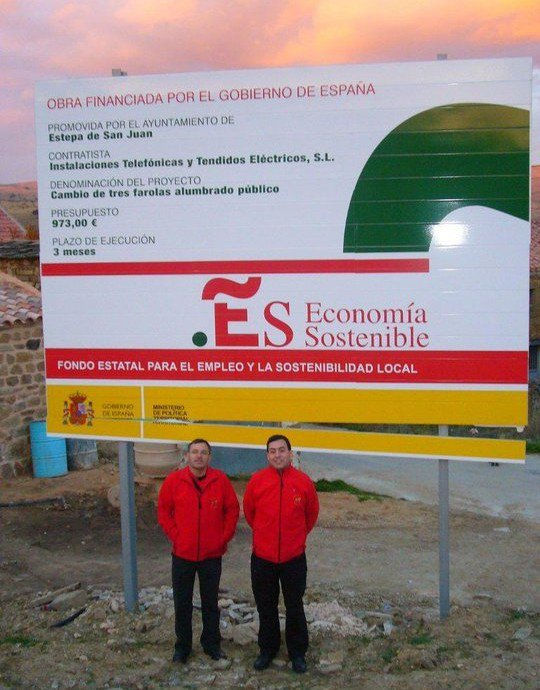 OBRA FINANCIADA POR EL GOBIERNO DE ESPAÑA
PROMOVIDA POR EL AYUNTAMIENTO DE
Estepa de San Juan
CONTRATISTA
Instalaciones Telefónicas y Tendidos Eléctricos, S.L.
DENOMINACIÓN DEL PROYECTO
Cambio de tres farolas alumbrado público
PRESUPUESTO
973,00 €
PLAZO DE EJECUCIÓN
3 meses
.ÑES Economía
Sostenible
FONDO ESTATAL PARA EL EMPLEO Y LA SOSTENIBILIDAD LOCAL
GOBIERNO
DE ESPAÑA
MINISTERIO
DE POLÍTICA
TERRITORIAL